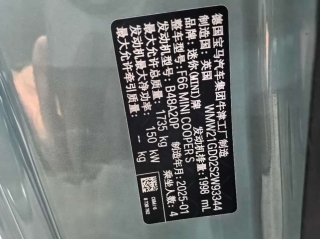 德国宝马汽车集团牛津工厂制造
制造国：英国 WMW21GD02S2W93344
品牌：迷你(MINI)牌 发动机排量：1998 mL
整车型号：F66 MINI COOPER S
发动机型号：B48A20P 制造年月：2025-01
最大允许总质量：1735 kg 乘坐人数：4
发动机最大净功率：150 kW
最大允许牵引质量：- kg